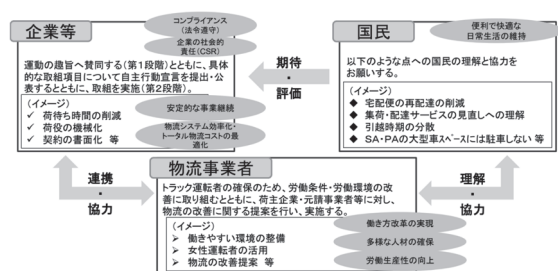 企業等
コンプライアンス
(法令遵守)
企業の社会的
責任(CSR)
運動の趣旨へ賛同する(第1段階)とともに、具体
的な取組項目について自主行動宣言を提出・公
表するとともに、取組を実施(第2段階)。
(イメージ)
➢ 荷待ち時間の削減
➢ 荷役の機械化
➢ 契約の書面化 等
安定的な事業継続
物流システム効率化・
トータル物流コストの最
適化
期待
・
評価
国民
便利で快適な
日常生活の維持
以下のような点への国民の理解と協力を
お願いする。
(イメージ)
◆ 宅配便の再配達の削減
◆ 集荷・配達サービスの見直しへの理解
◆ 引越時期の分散
◆ SA・PAの大型車スペースには駐車しない 等
連携
・
協力
物流事業者
トラック運転者の確保のため、労働条件・労働環境の改
善に取り組むとともに、荷主企業・元請事業者等に対し、
物流の改善に関する提案を行い、実施する。
(イメージ)
➢ 働きやすい環境の整備
➢ 女性運転者の活用
➢ 物流の改善提案 等
働き方改革の実現
多様な人材の確保
労働生産性の向上
理解
・
協力